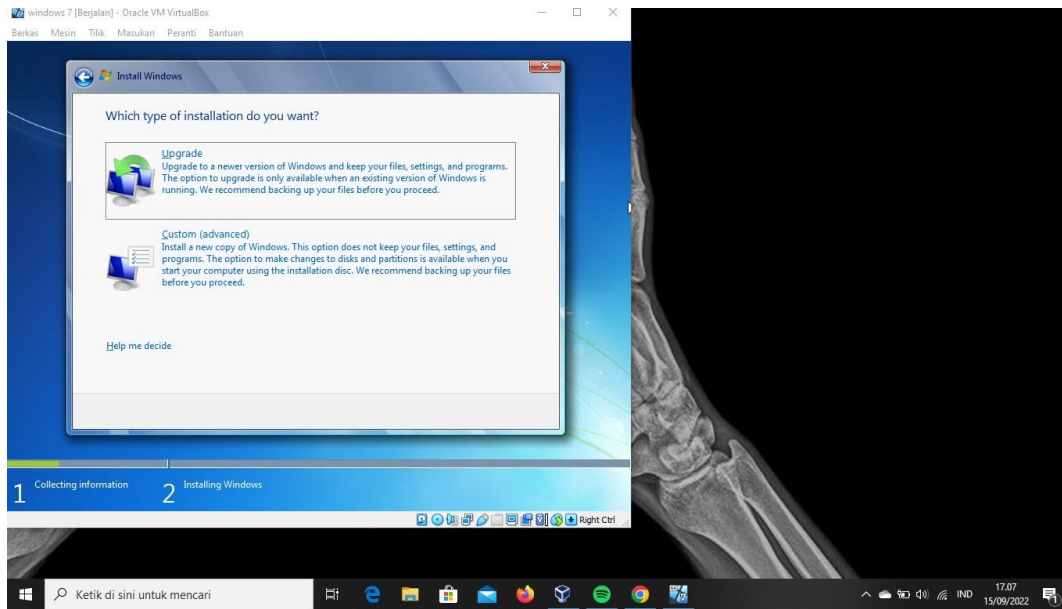 windows 7 [Berjalan] - Oracle VM VirtualBox
Berkas Mesin Tilik Masukan Peranti Bantuan
Install Windows
Which type of installation do you want?
Upgrade
Upgrade to a newer version of Windows and keep your files, settings, and programs.
The option to upgrade is only available when an existing version of Windows is
running. We recommend backing up your files before you proceed.
Custom (advanced)
Install a new copy of Windows. This option does not keep your files, settings, and
programs. The option to make changes to disks and partitions is available when you
start your computer using the installation disc. We recommend backing up your files
before you proceed.
Help me decide
1 Collecting information 2 Installing Windows
Right Ctrl
Ketik di sini untuk mencari
IND
17.07
15/09/2022